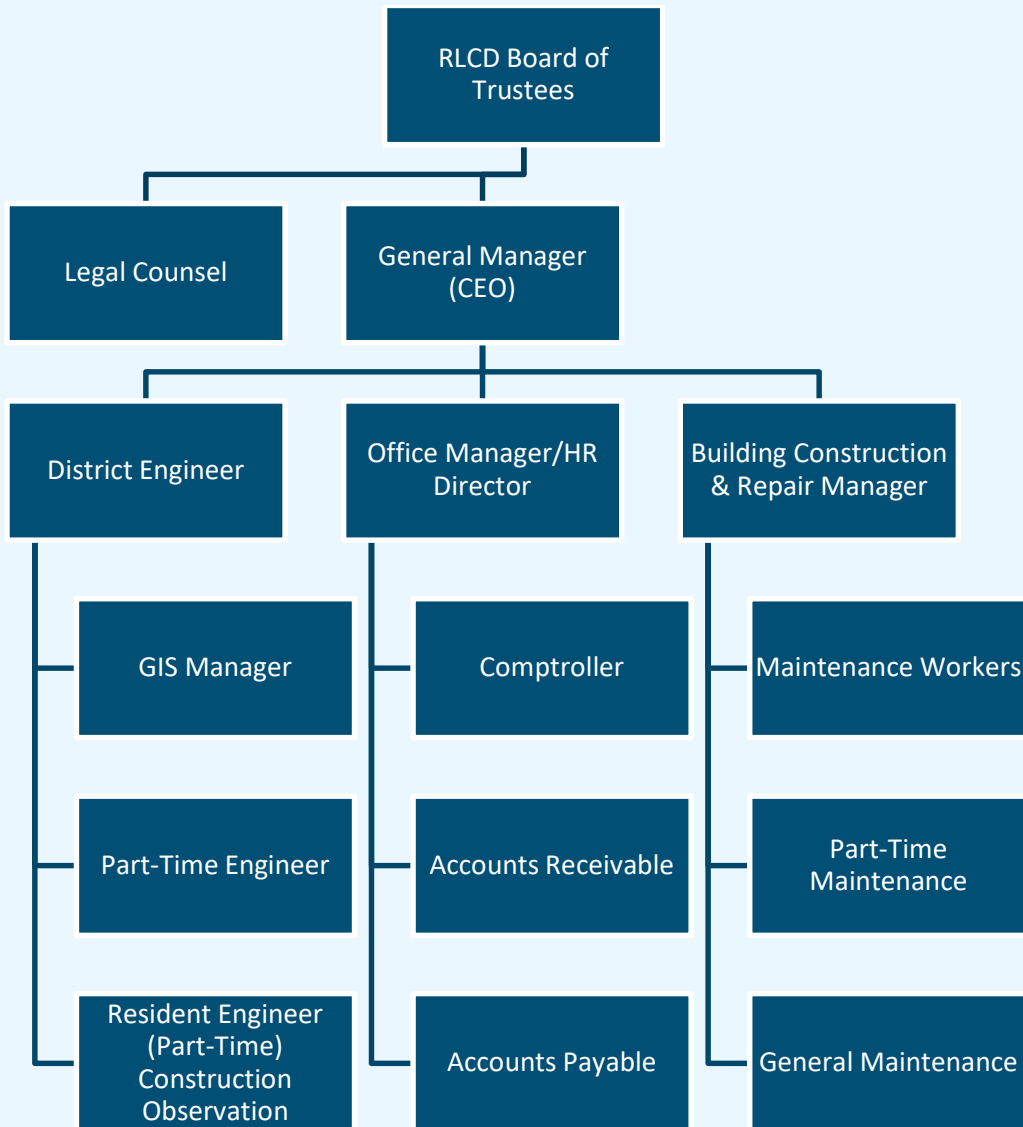 RLCD Board of
Trustees
Legal Counsel
General Manager
(CEO)
District Engineer
Office Manager/HR
Director
Building Construction
& Repair Manager
GIS Manager
Comptroller
Maintenance Workers
Part-Time Engineer
Accounts Receivable
Part-Time
Maintenance
Resident Engineer
(Part-Time)
Construction
Observation
Accounts Payable
General Maintenance